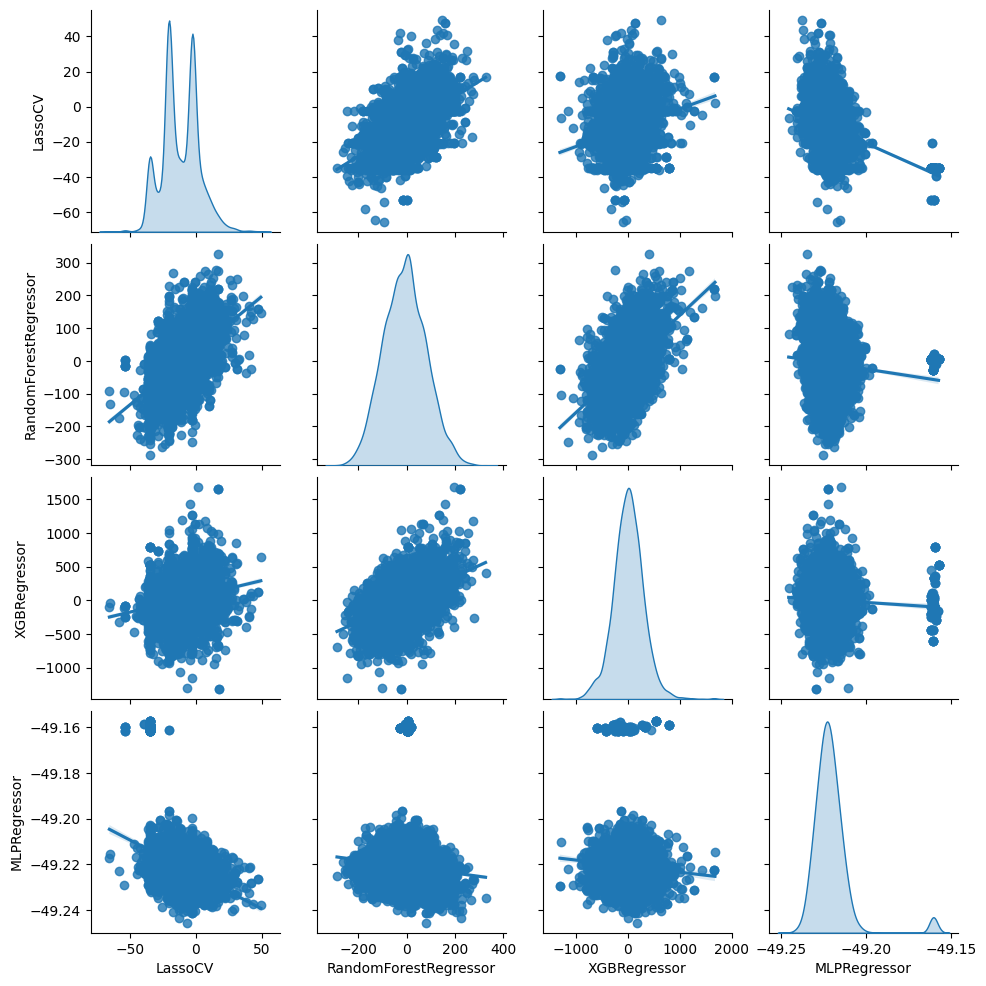 LassoCV
40
20
0
−20
−40
−60
RandomForestRegressor
300
200
100
0
−100
−200
−300
XGBRegressor
1500
1000
500
0
−500
−1000
MLPRegressor
−49.16
−49.18
−49.20
−49.22
−49.24
−50 0 50
−200 0 200 400
−1000 0 1000 2000
−49.25 −49.20 −49.15
LassoCV RandomForestRegressor XGBRegressor MLPRegressor